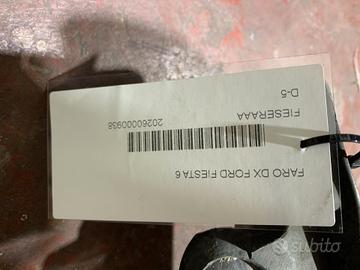 FARO DX FORD FIESTA 6
20260000938
FIESERAAA
D-5
subito